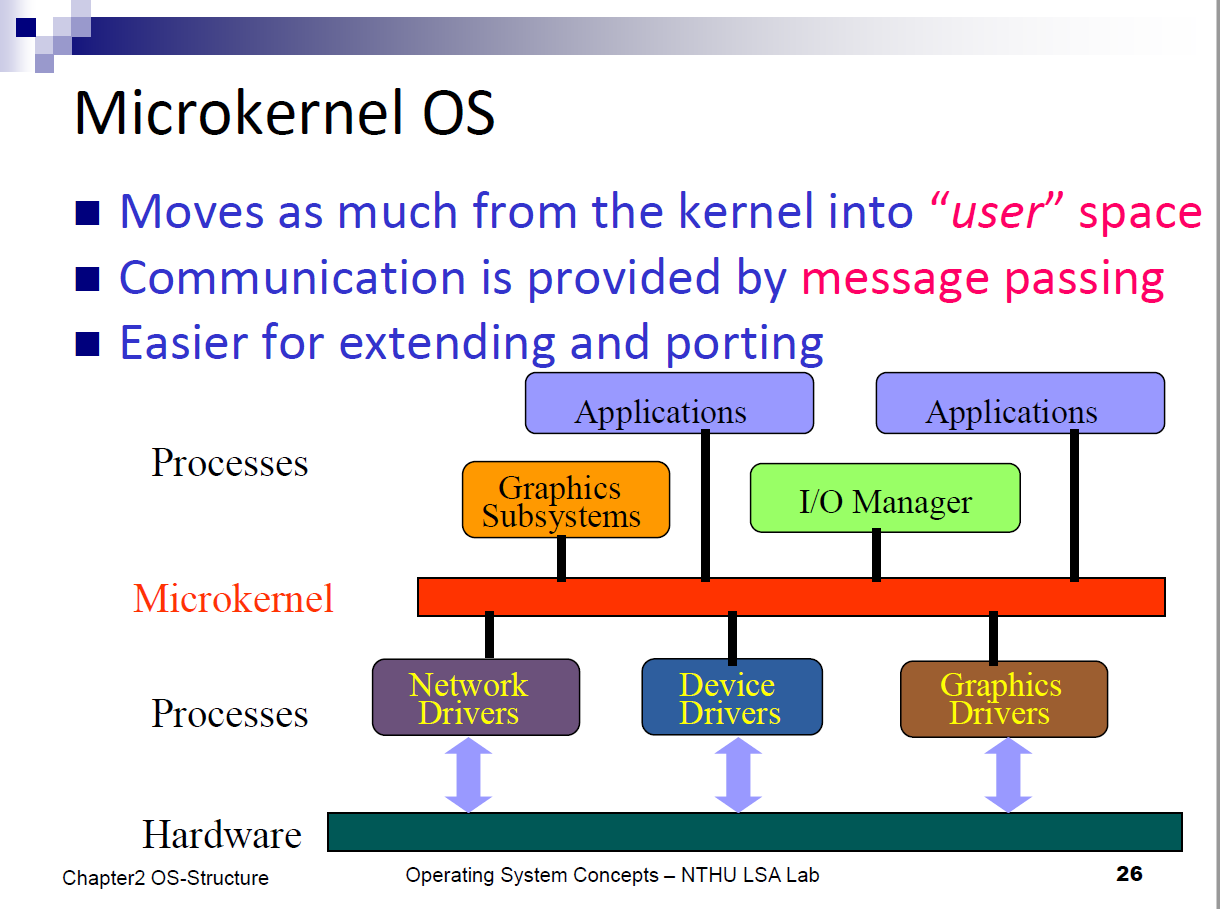 Microkernel OS
Moves as much from the kernel into “user” space
Communication is provided by message passing
Easier for extending and porting
Applications
Applications
Processes
Graphics
Subsystems
I/O Manager
Microkernel
Processes
Network
Drivers
Device
Drivers
Graphics
Drivers
Hardware
Chapter2 OS-Structure
Operating System Concepts – NTHU LSA Lab
26